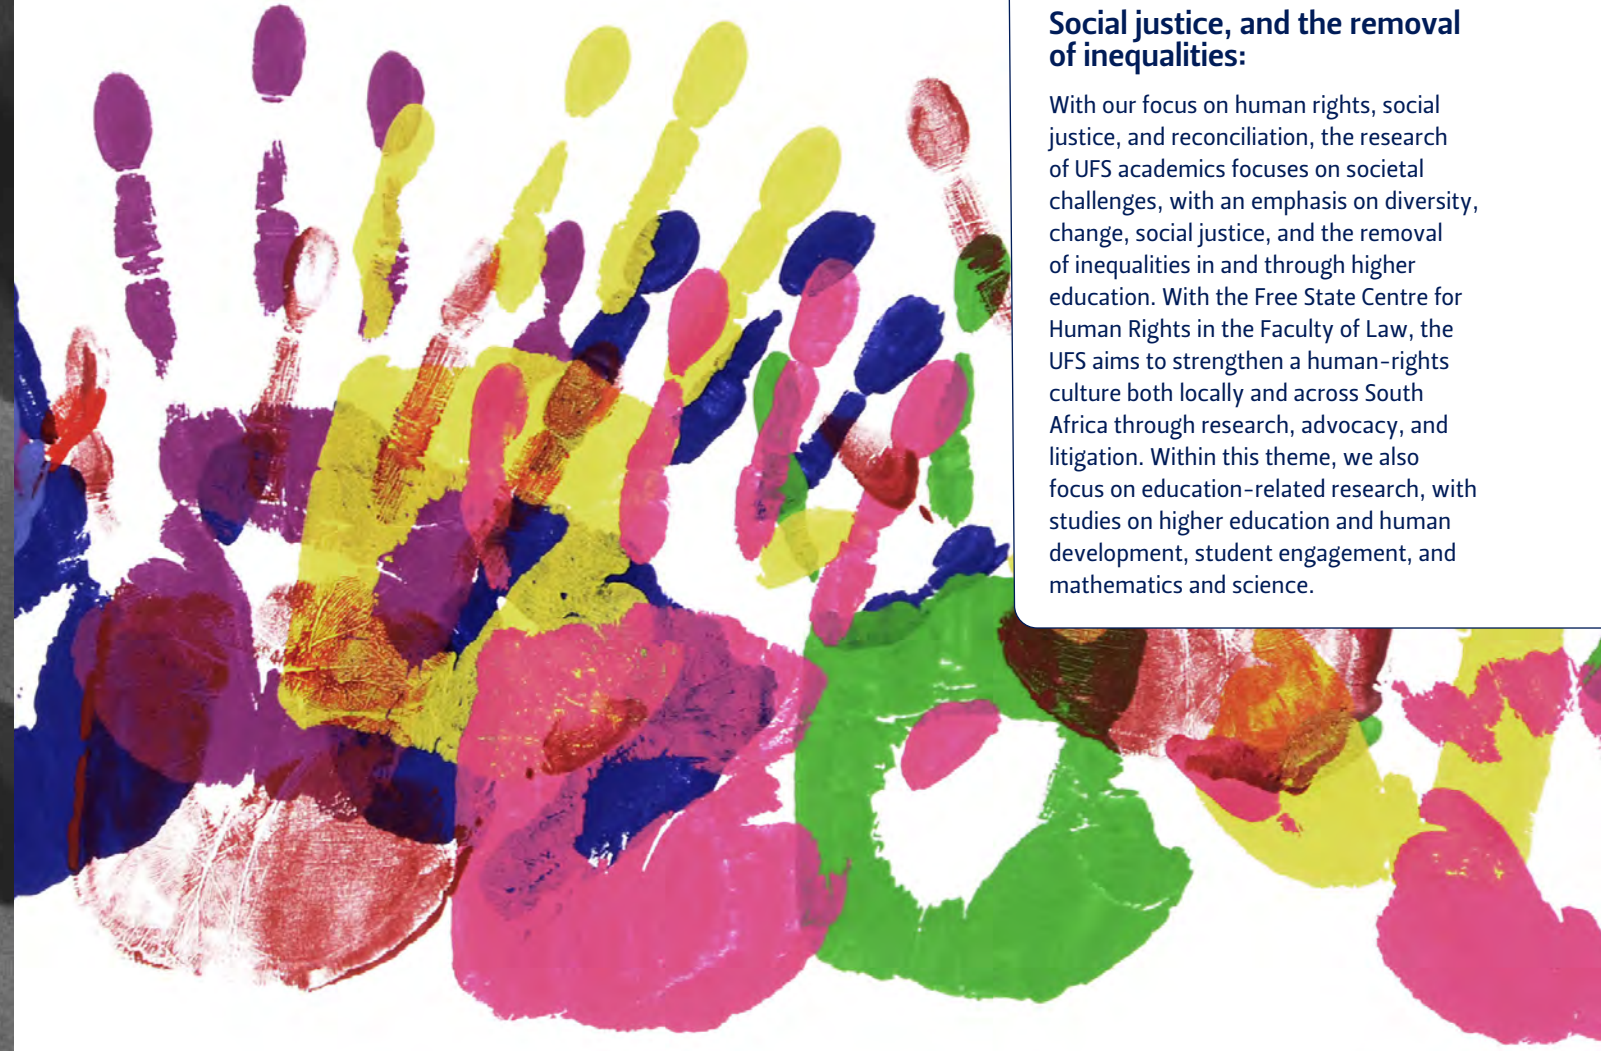 Social justice, and the removal
of inequalities:
With our focus on human rights, social
justice, and reconciliation, the research
of UFS academics focuses on societal
challenges, with an emphasis on diversity,
change, social justice, and the removal
of inequalities in and through higher
education. With the Free State Centre for
Human Rights in the Faculty of Law, the
UFS aims to strengthen a human-rights
culture both locally and across South
Africa through research, advocacy, and
litigation. Within this theme, we also
focus on education-related research, with
studies on higher education and human
development, student engagement, and
mathematics and science.